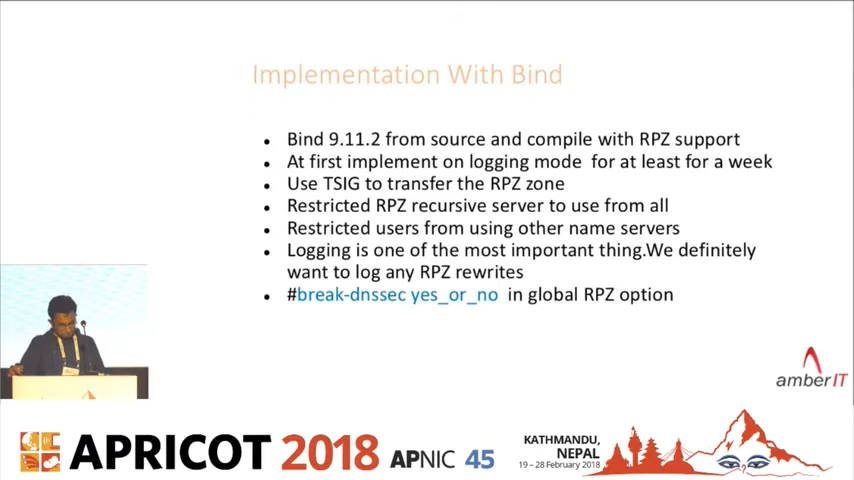 Implementation With Bind
• Bind 9.11.2 from source and compile with RPZ support
• At first implement on logging mode for at least for a week
• Use TSIG to transfer the RPZ zone
• Restricted RPZ recursive server to use from all
• Restricted users from using other name servers
• Logging is one of the most important thing.We definitely
want to log any RPZ rewrites
• #break-dnssec yes_or_no in global RPZ option
amber IT
APRICOT 2018 APNIC 45
KATHMANDU,
NEPAL
19 – 28 February 2018